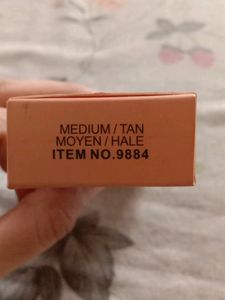 MEDIUM / TAN
MOYEN / HALE
ITEM NO.9884